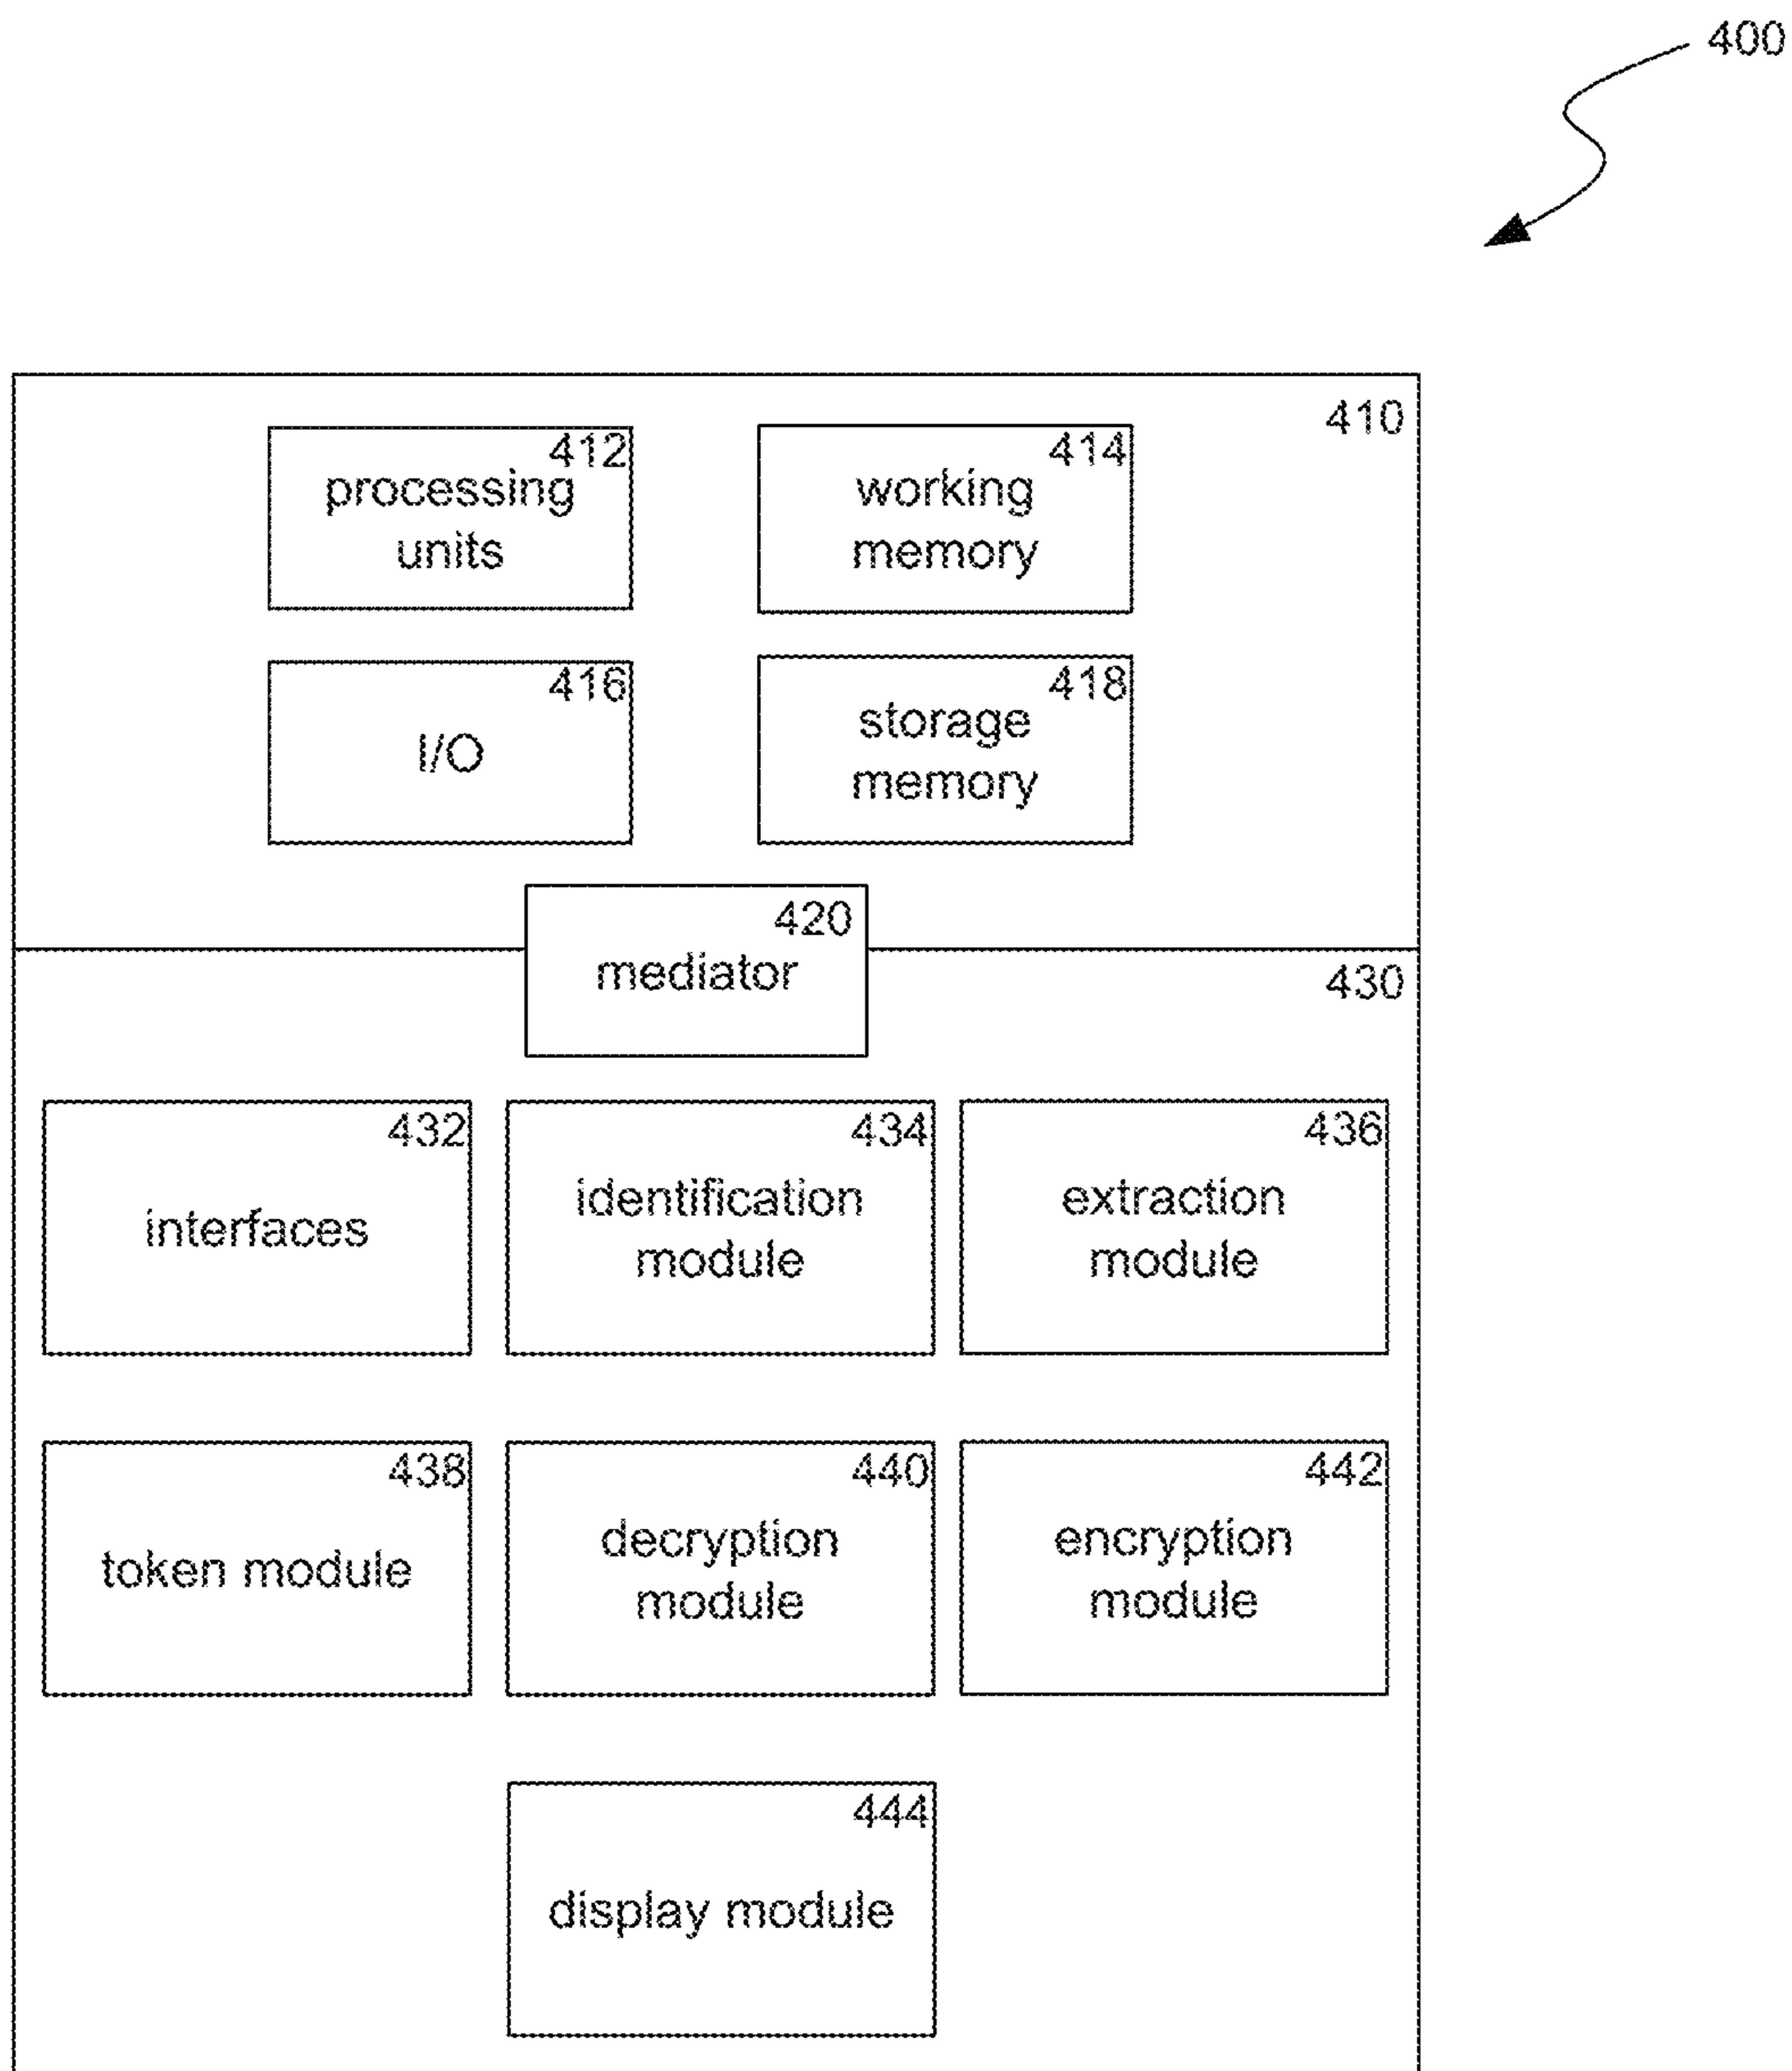 400
410
412
processing
units
414
working
memory
416
I/O
418
storage
memory
420
mediator
430
432
interfaces
434
identification
module
436
extraction
module
438
token module
440
decryption
module
442
encryption
module
444
display module